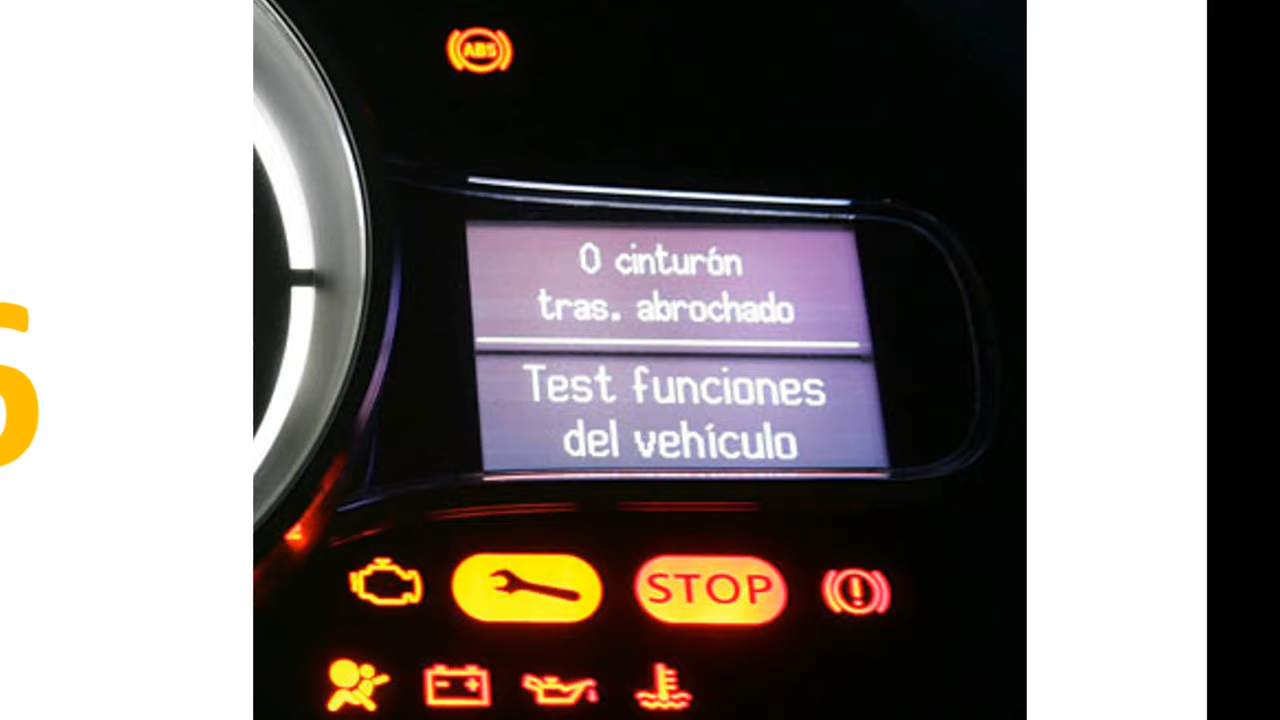 ABS
0 cinturón
tras. abrochado
Test funciones
del vehículo
STOP